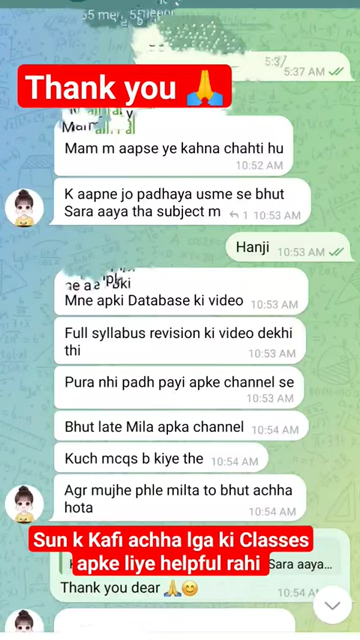 5:37 AM
Thank you 🙏
Mam m aapse ye kahna chahti hu
10:52 AM
K aapne jo padhaya usme se bhut
Sara aaya tha subject m 1 10:53 AM
Hanji 10:53 AM
Mne apki Database ki video 10:53 AM
Full syllabus revision ki video dekhi
thi 10:53 AM
Pura nhi padh payi apke channel se
10:53 AM
Bhut late Mila apka channel 10:54 AM
Kuch mcqs b kiye the 10:54 AM
Agr mujhe phle milta to bhut achha
hota 10:54 AM
Sun k Kafi achha lga ki Classes
apke liye helpful rahi
Sara aaya...
Thank you dear 🙏😊